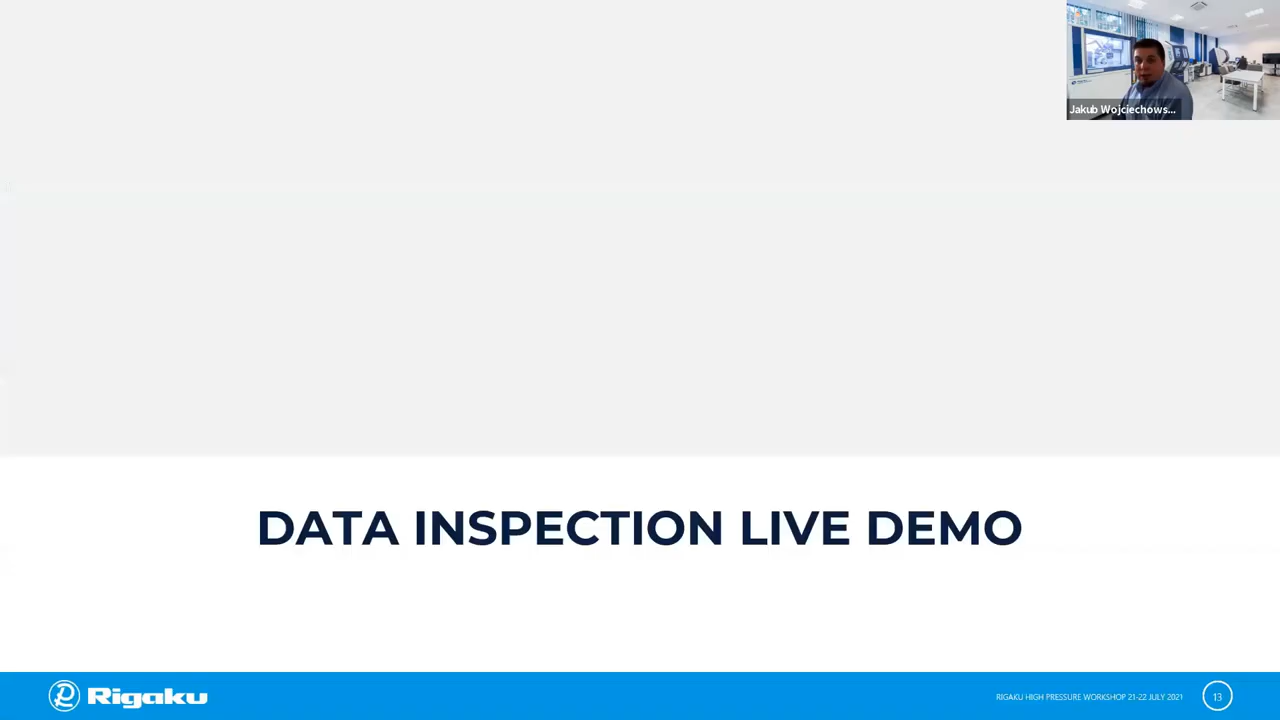 Jakub Wojciechows...
DATA INSPECTION LIVE DEMO
Rigaku
RIGAKU HIGH PRESSURE WORKSHOP 21-22 JULY 2021
13